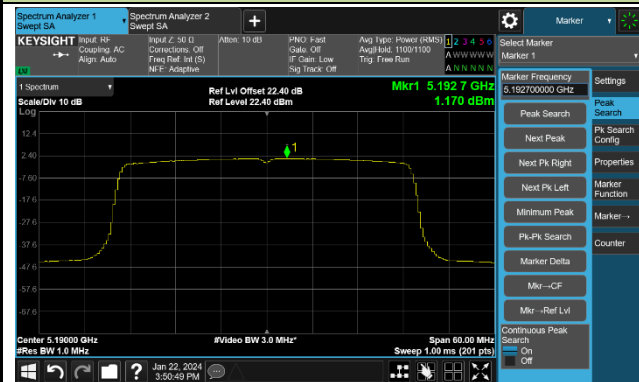 Spectrum Analyzer 1
Swept SA
Spectrum Analyzer 2
Swept SA
+
Marker
KEYSIGHT
Input: RF
Coupling: AC
Align: Auto
Input Z: 50 Ω
Corrections: Off
Freq Ref: Int (S)
NFE: Adaptive
Atten: 10 dB
PNO: Fast
Gate: Off
IF Gain: Low
Sig Track: Off
Avg Type: Power (RMS)
Avg|Hold: 1100/1100
Trig: Free Run
1 2 3 4 5 6
A W W W W W
A N N N N N
LVI
Select Marker
Marker 1
1 Spectrum
Scale/Div 10 dB
Log
Ref Lvl Offset 22.40 dB
Ref Level 22.40 dBm
Mkr1 5.192 7 GHz
1.170 dBm
12.4
2.40
-7.60
-17.6
-27.6
-37.6
-47.6
-57.6
-67.6
1
Center 5.19000 GHz
#Res BW 1.0 MHz
#Video BW 3.0 MHz*
Span 60.00 MHz
Sweep 1.00 ms (201 pts)
Marker Frequency
5.192700000 GHz
Peak Search
Next Peak
Next Pk Right
Next Pk Left
Minimum Peak
Pk-Pk Search
Marker Delta
Mkr→CF
Mkr→Ref Lvl
Continuous Peak
Search
On
Off
Settings
Peak
Search
Pk Search
Config
Properties
Marker
Function
Marker→
Counter
?
Jan 22, 2024
3:50:49 PM